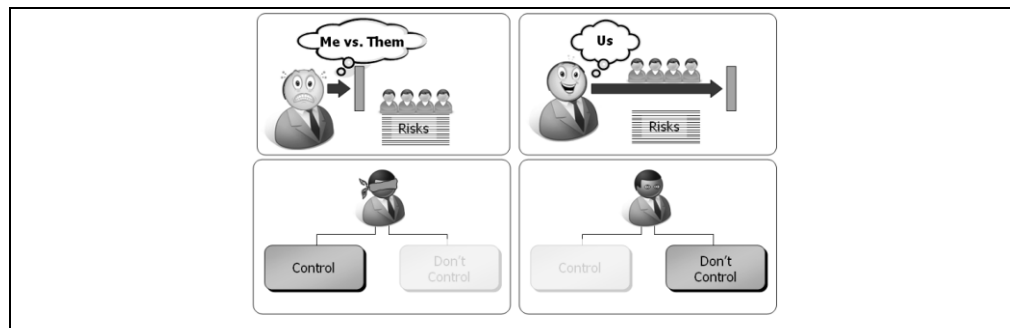 Me vs. Them
Risks
Us
Risks
Control
Don't
Control
Control
Don't
Control